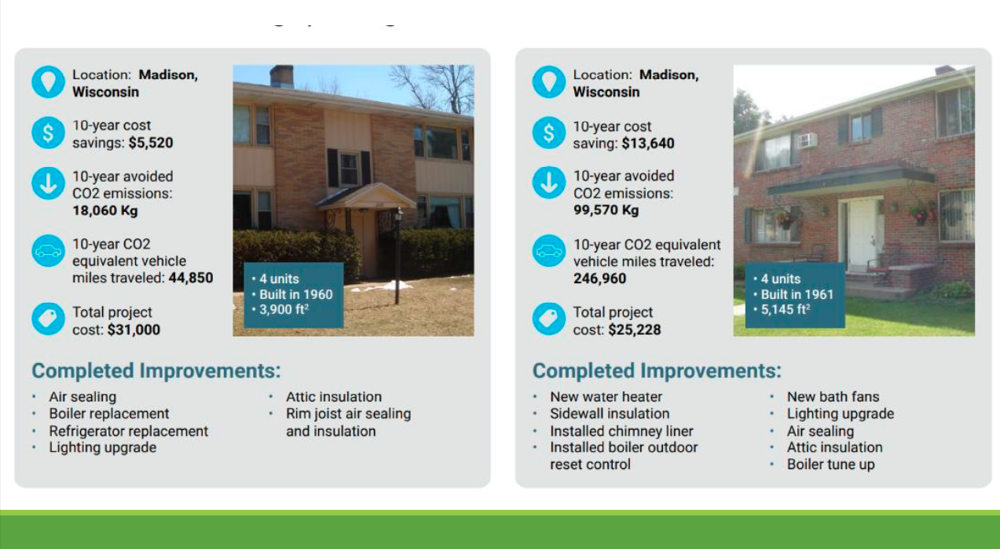 Location: Madison,
Wisconsin
10-year cost
savings: $5,520
10-year avoided
CO2 emissions:
18,060 Kg
10-year CO2
equivalent vehicle
miles traveled: 44,850
Total project
cost: $31,000
• 4 units
• Built in 1960
• 3,900 ft²
Completed Improvements:
• Air sealing
• Boiler replacement
• Refrigerator replacement
• Lighting upgrade
• Attic insulation
• Rim joist air sealing
and insulation
Location: Madison,
Wisconsin
10-year cost
saving: $13,640
10-year avoided
CO2 emissions:
99,570 Kg
10-year CO2 equivalent
vehicle miles traveled:
246,960
Total project
cost: $25,228
• 4 units
• Built in 1961
• 5,145 ft²
Completed Improvements:
• New water heater
• Sidewall insulation
• Installed chimney liner
• Installed boiler outdoor
reset control
• New bath fans
• Lighting upgrade
• Air sealing
• Attic insulation
• Boiler tune up